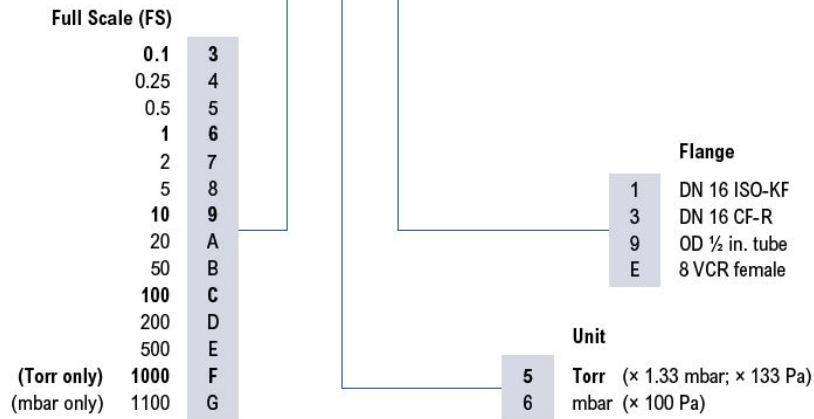 Full Scale (FS)
0.1 3
0.25 4
0.5 5
1 6
2 7
5 8
10 9
20 A
50 B
100 C
200 D
500 E
(Torr only) 1000 F
(mbar only) 1100 G
Flange
1 DN 16 ISO-KF
3 DN 16 CF-R
9 OD ½ in. tube
E 8 VCR female
Unit
5 Torr (× 1.33 mbar; × 133 Pa)
6 mbar (× 100 Pa)